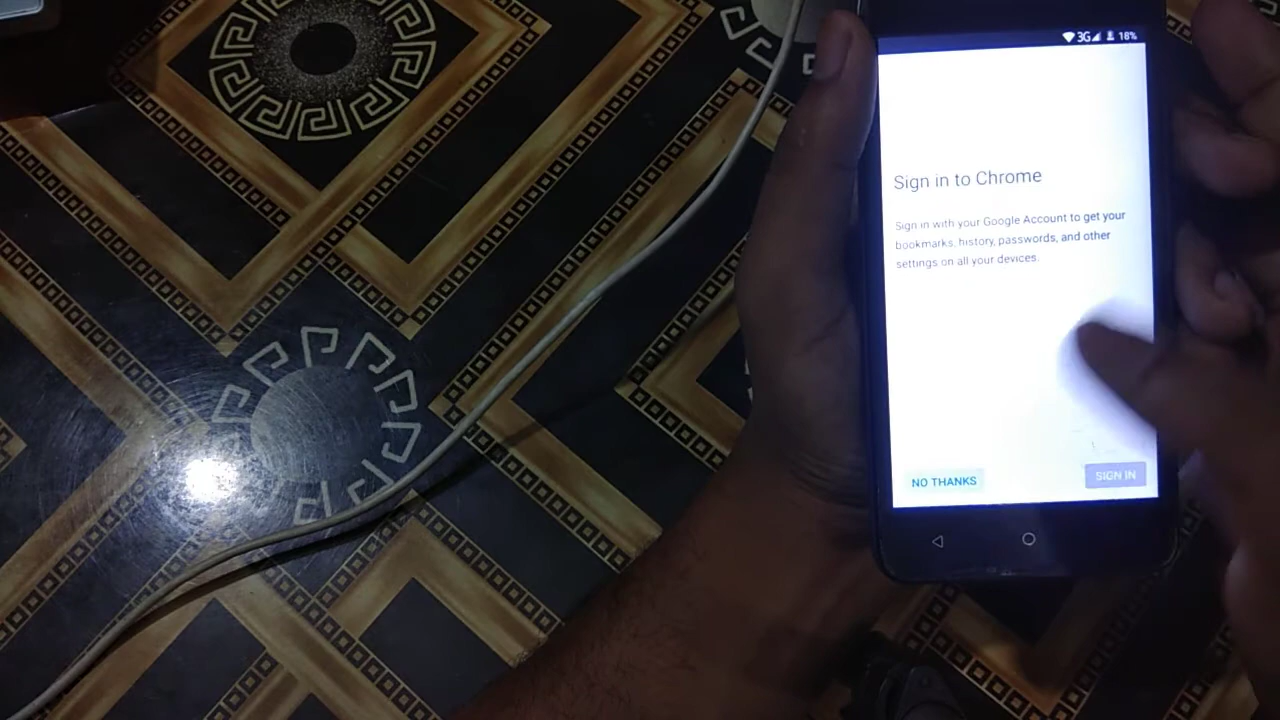 3G 18%
Sign in to Chrome
Sign in with your Google Account to get your
bookmarks, history, passwords, and other
settings on all your devices.
NO THANKS SIGN IN